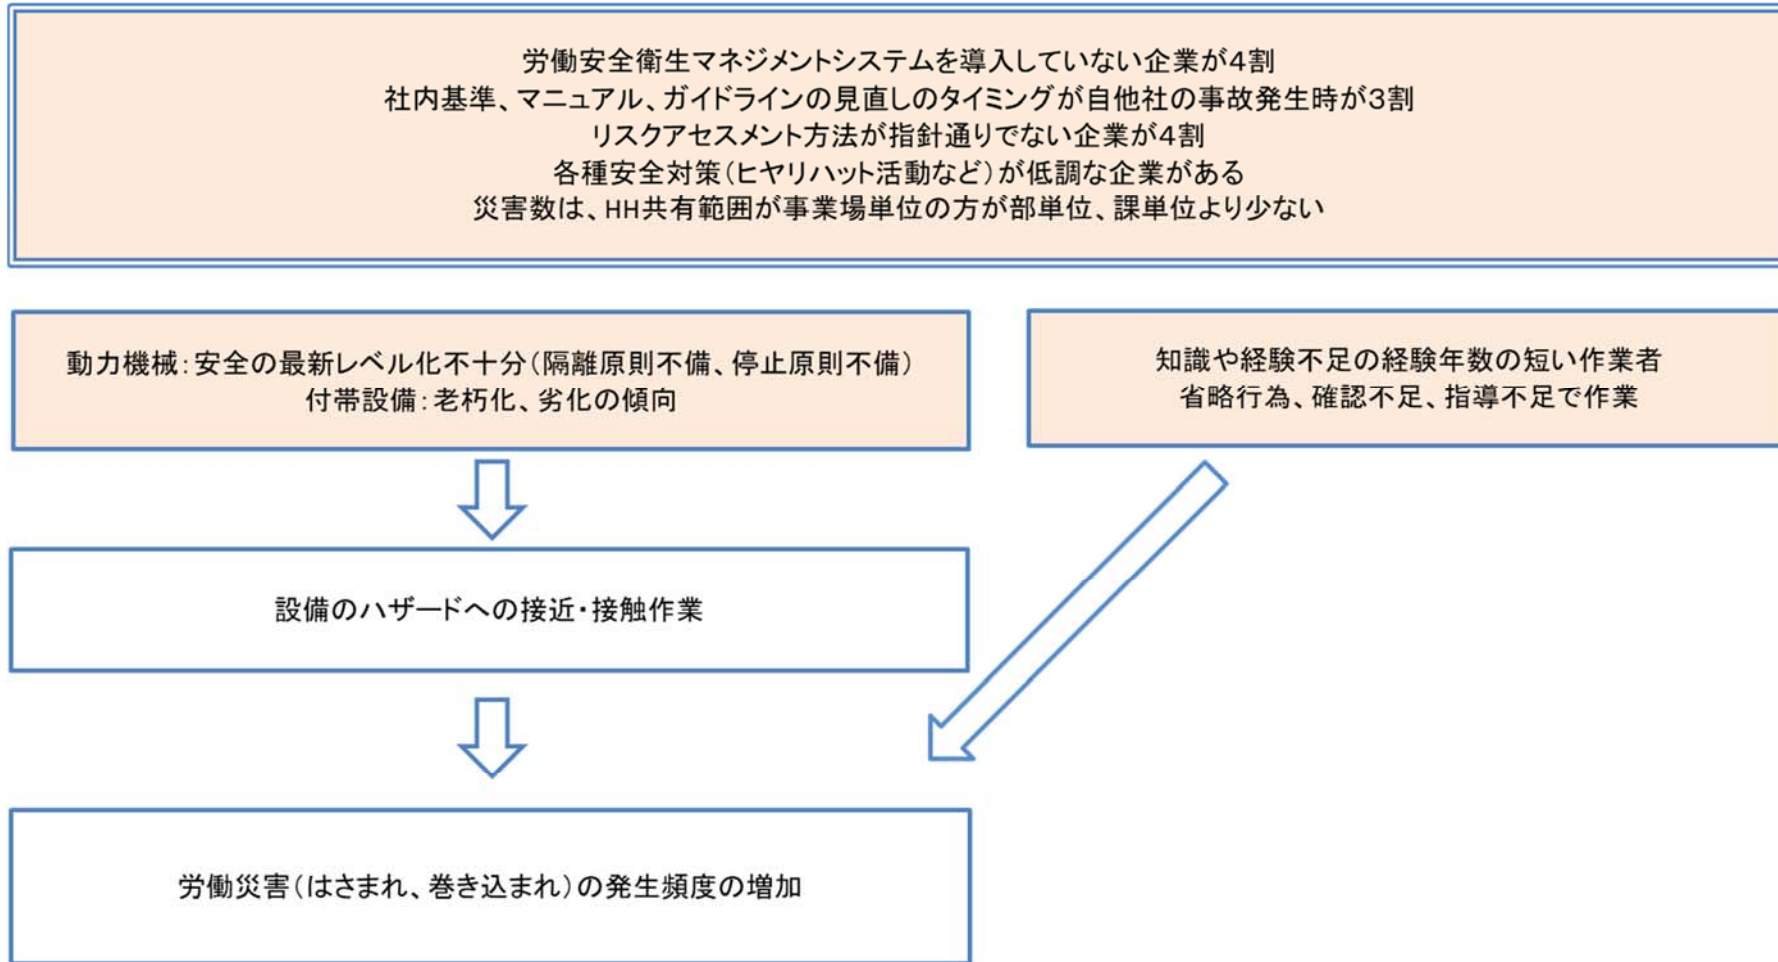 労働安全衛生マネジメントシステムを導入していない企業が４割
社内基準、マニュアル、ガイドラインの見直しのタイミングが自他社の事故発生時が３割
リスクアセスメント方法が指針通りでない企業が４割
各種安全対策（ヒヤリハット活動など）が低調な企業がある
災害数は、HH共有範囲が事業場単位の方が部単位、課単位より少ない
動力機械：安全の最新レベル化不十分（隔離原則不備、停止原則不備）
付帯設備：老朽化、劣化の傾向
知識や経験不足の経験年数の短い作業者
省略行為、確認不足、指導不足で作業
設備のハザードへの接近・接触作業
労働災害（はさまれ、巻き込まれ）の発生頻度の増加